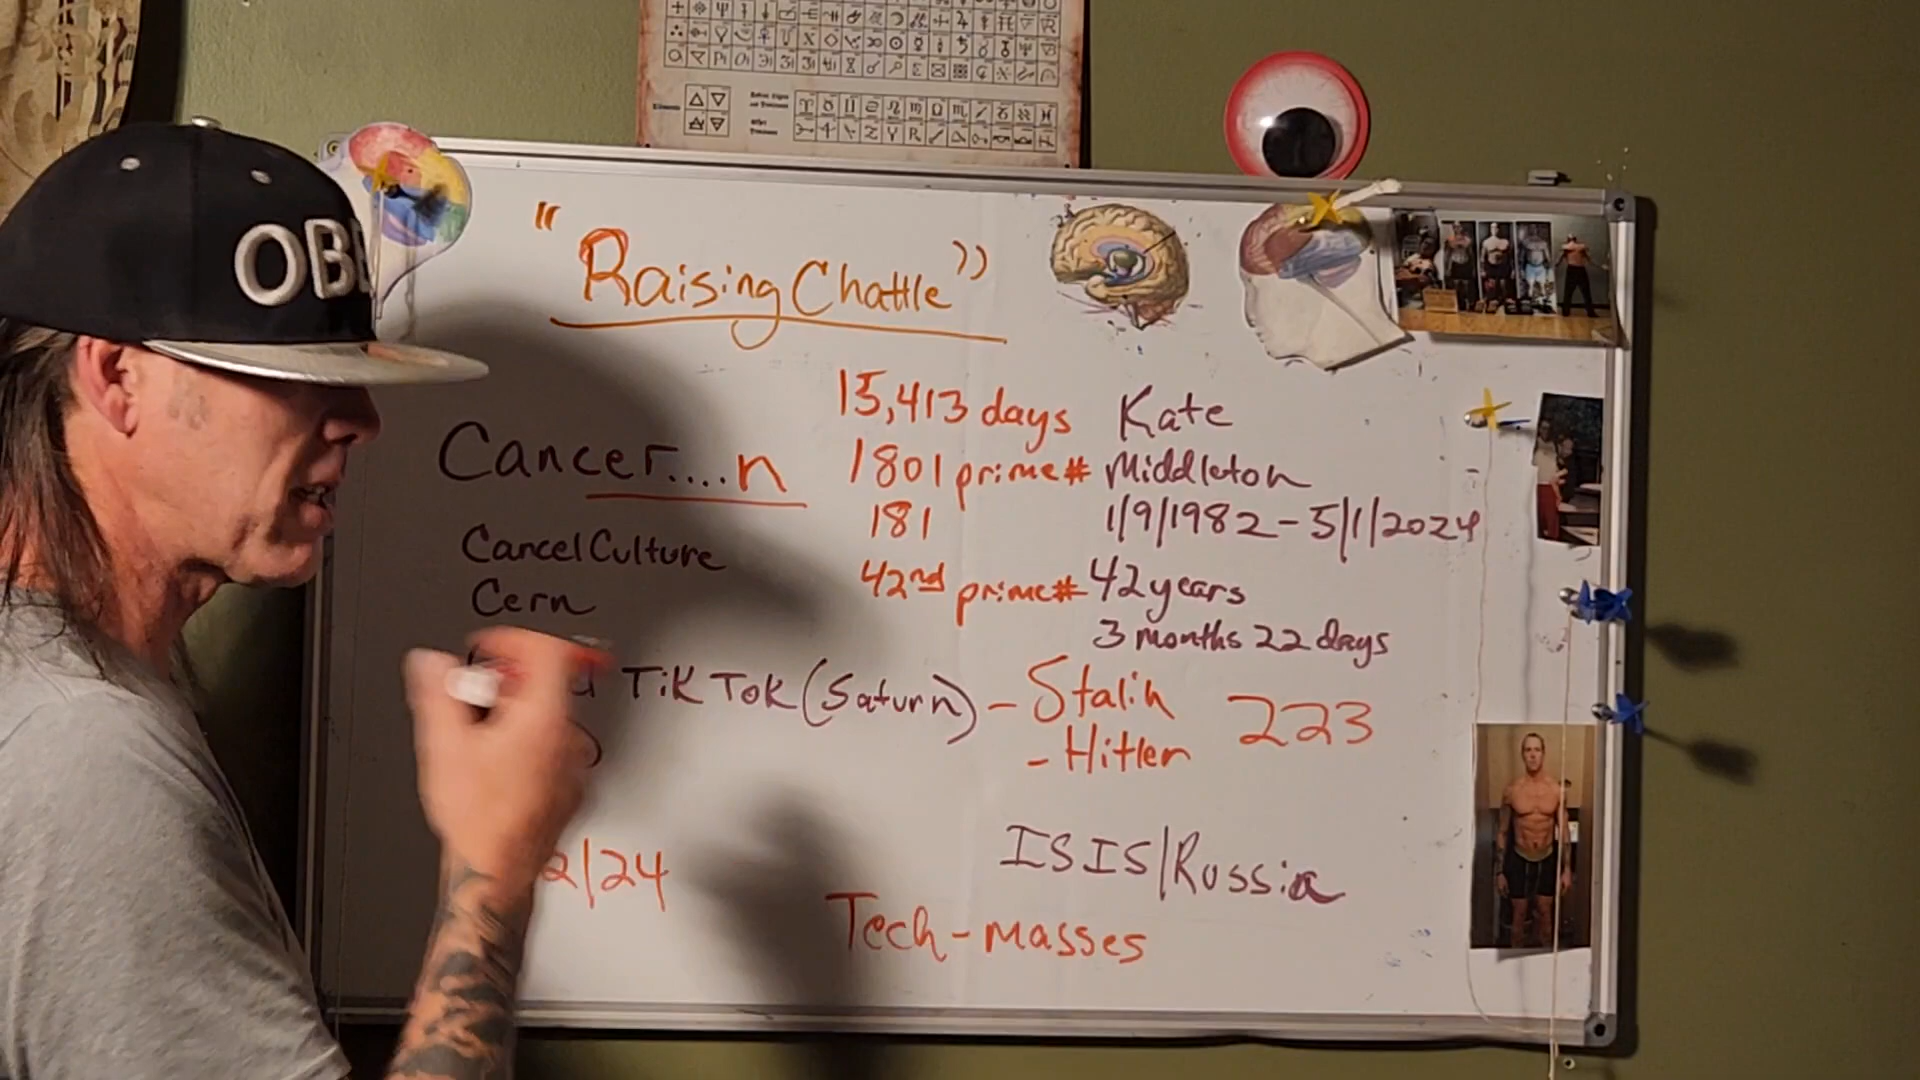 OB
"Raising Chattle"
15,413 days Kate
Cancer....n 1801 prime# Middleton
181 1/9/1982-5/1/2024
Cancel Culture
42nd prime# 42 years
Cern
3 months 22 days
TiKTok (Saturn) - Stalin 223
- Hitler
ISIS/Russia
2/24
Tech-masses